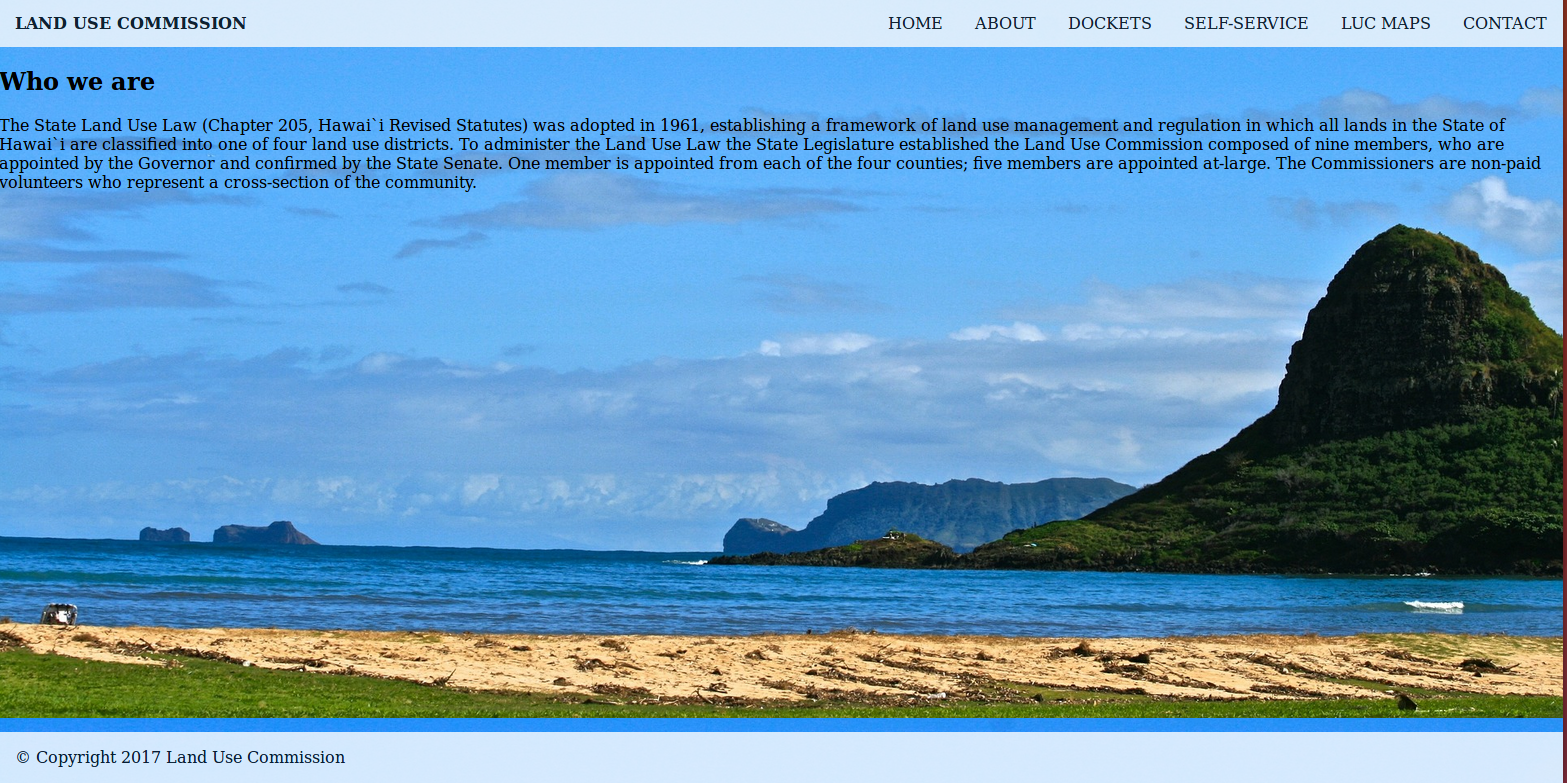 LAND USE COMMISSION HOME ABOUT DOCKETS SELF-SERVICE LUC MAPS CONTACT
Who we are
The State Land Use Law (Chapter 205, Hawai`i Revised Statutes) was adopted in 1961, establishing a framework of land use management and regulation in which all lands in the State of
Hawai`i are classified into one of four land use districts. To administer the Land Use Law the State Legislature established the Land Use Commission composed of nine members, who are
appointed by the Governor and confirmed by the State Senate. One member is appointed from each of the four counties; five members are appointed at-large. The Commissioners are non-paid
volunteers who represent a cross-section of the community.
© Copyright 2017 Land Use Commission